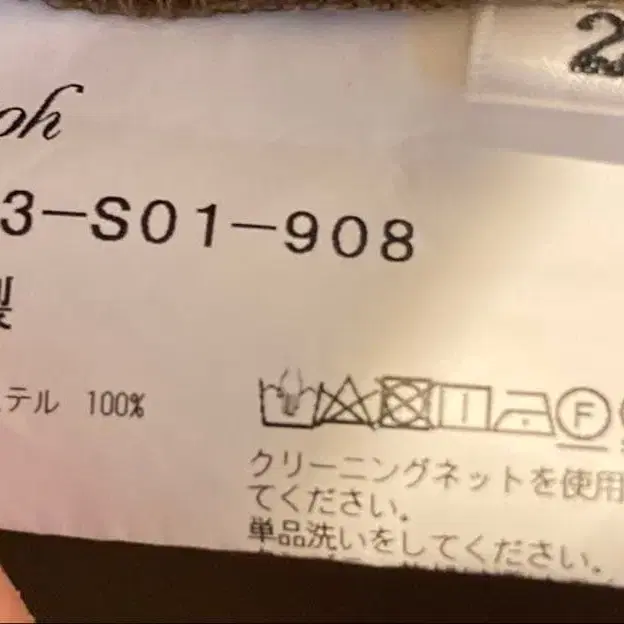 2
oh
3-S01-908
製
ステル 100%
F
クリーニングネットを使用
てください。
単品洗いをしてください。